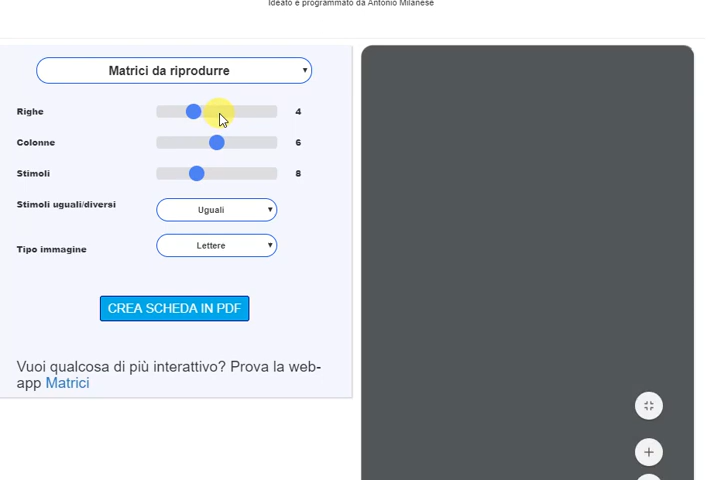 Ideato e programmato da Antonio Milanese
Matrici da riprodurre
Righe 4
Colonne 6
Stimoli 8
Stimoli uguali/diversi Uguali
Tipo immagine Lettere
CREA SCHEDA IN PDF
Vuoi qualcosa di più interattivo? Prova la web-
app Matrici